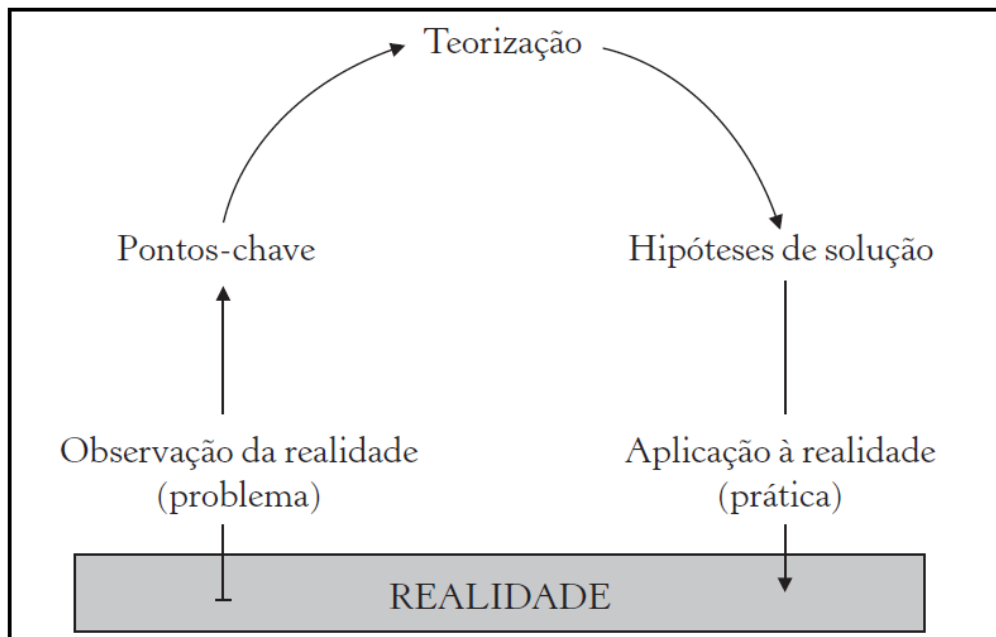 Teorização
Pontos-chave
Hipóteses de solução
Observação da realidade
(problema)
Aplicação à realidade
(prática)
REALIDADE